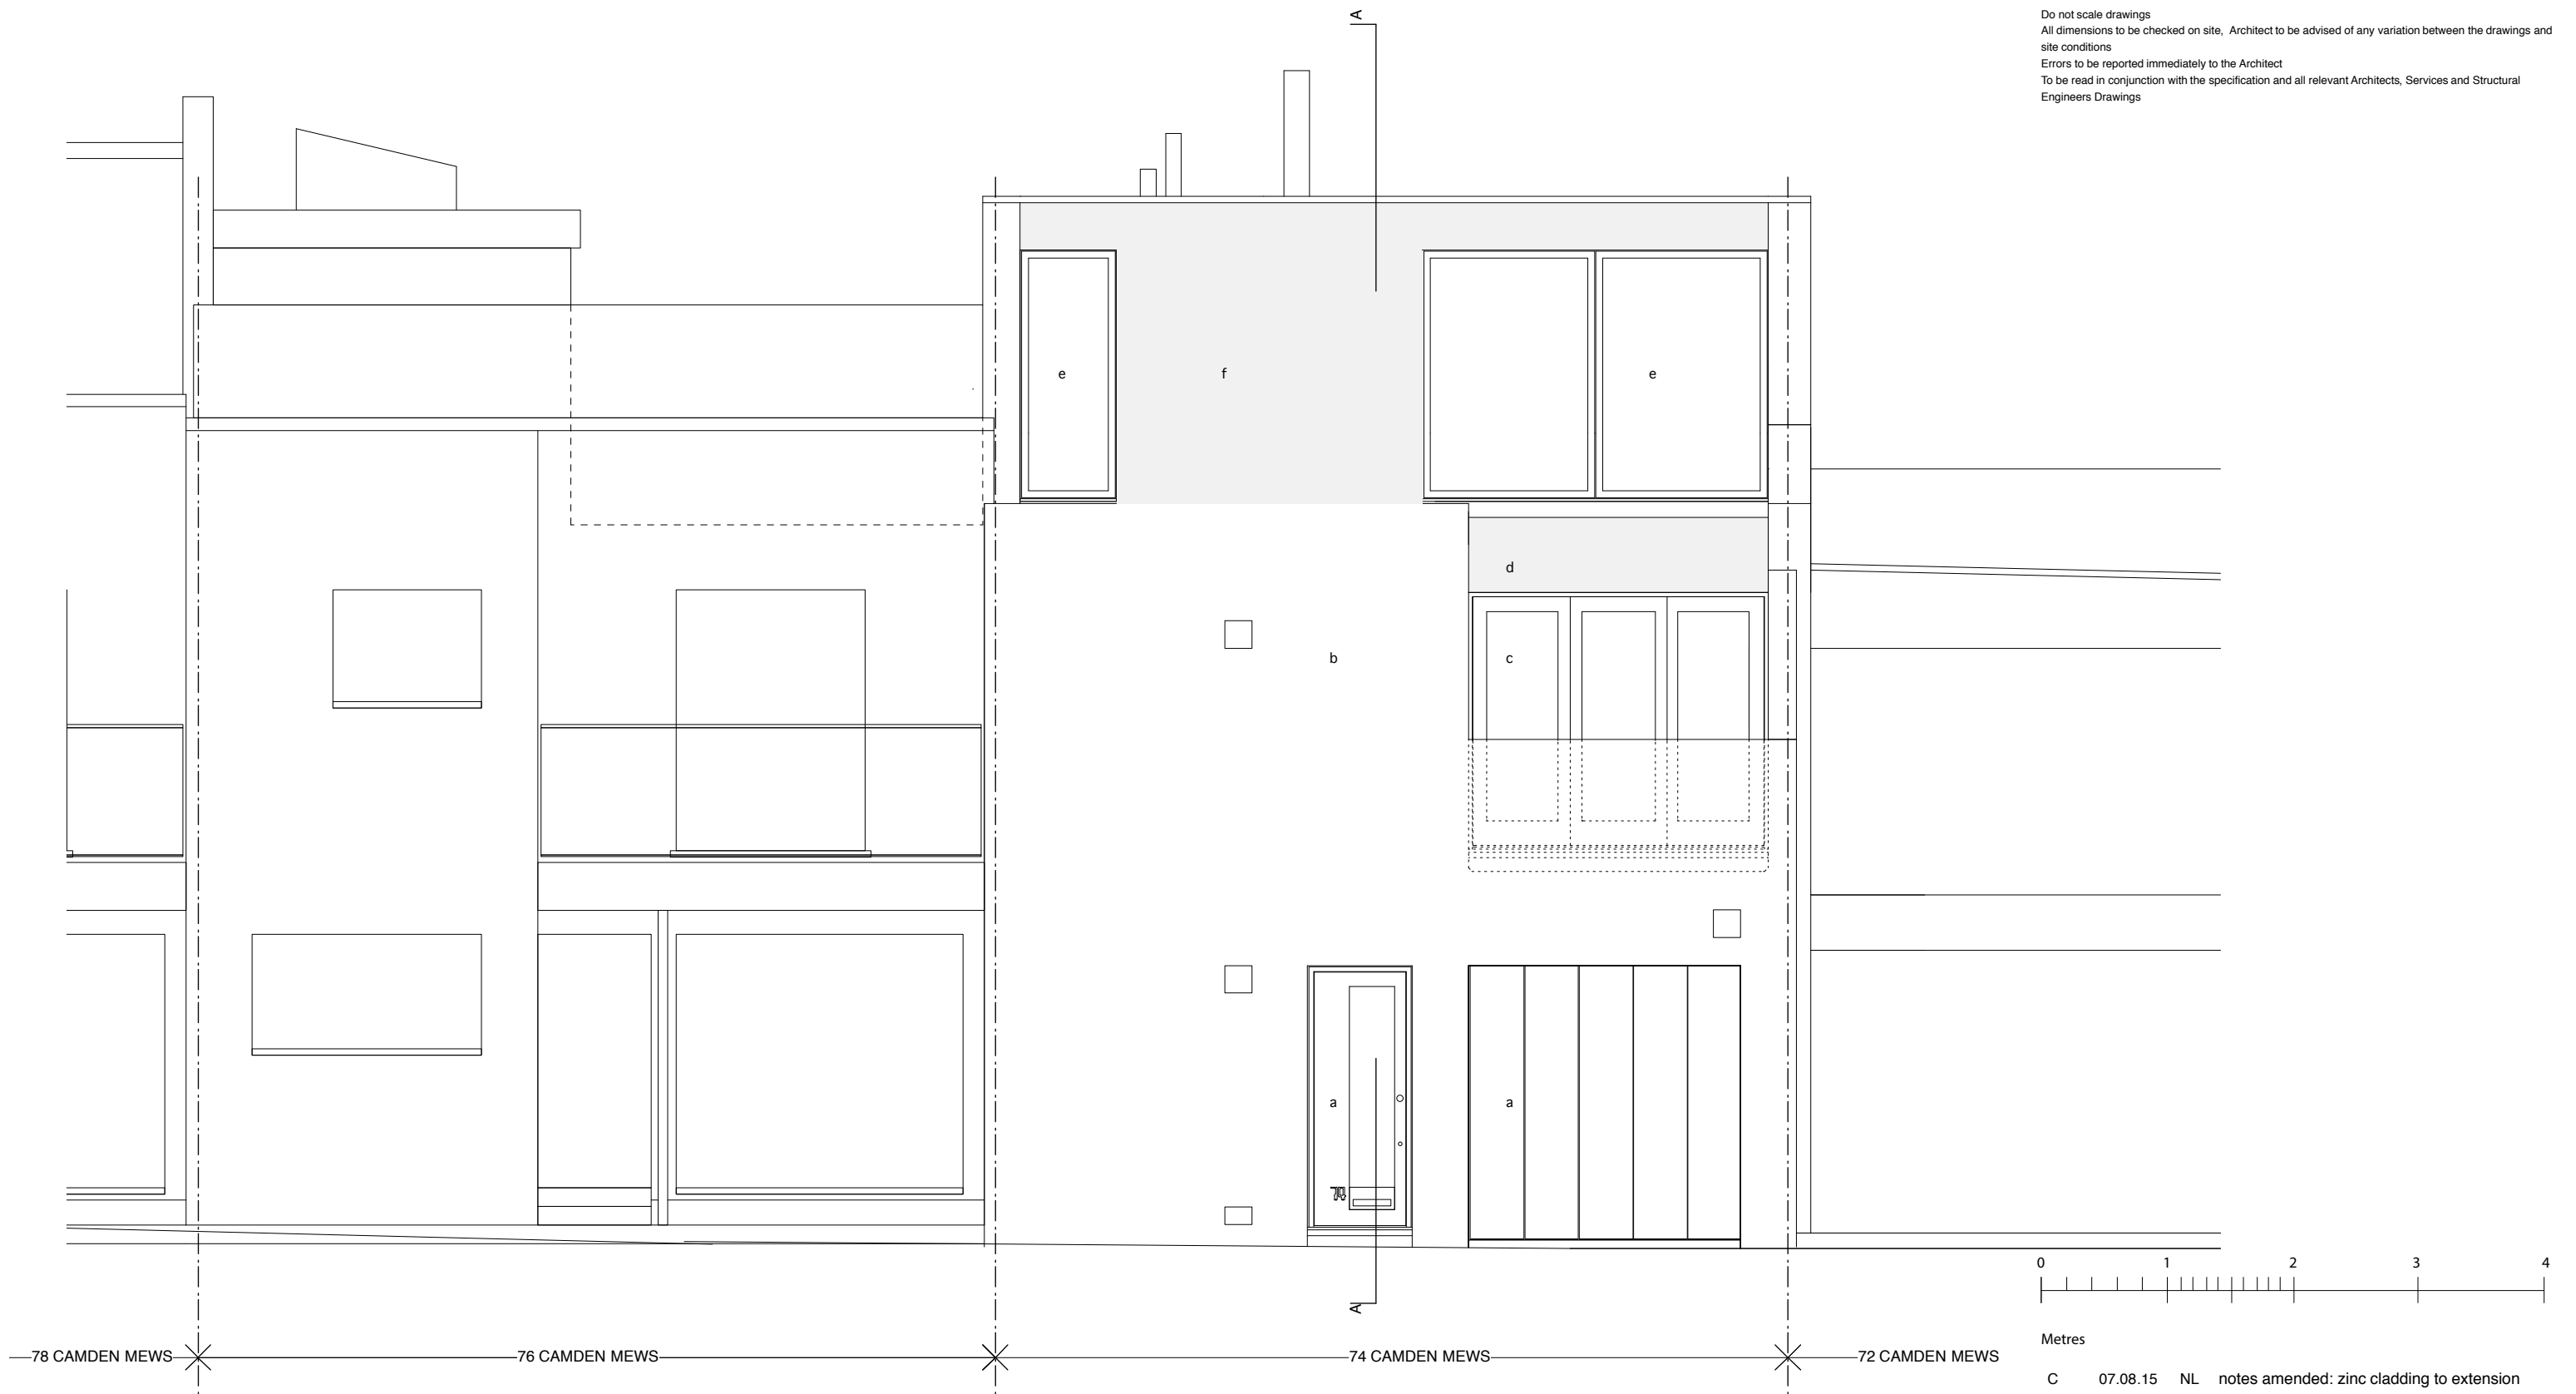 Do not scale drawings
All dimensions to be checked on site, Architect to be advised of any variation between the drawings and
site conditions
Errors to be reported immediately to the Architect
To be read in conjunction with the specification and all relevant Architects, Services and Structural
Engineers Drawings
A
e f e
d
b c
a a
74
A
0 1 2 3 4
Metres
78 CAMDEN MEWS 76 CAMDEN MEWS 74 CAMDEN MEWS 72 CAMDEN MEWS
C 07.08.15 NL notes amended: zinc cladding to extension